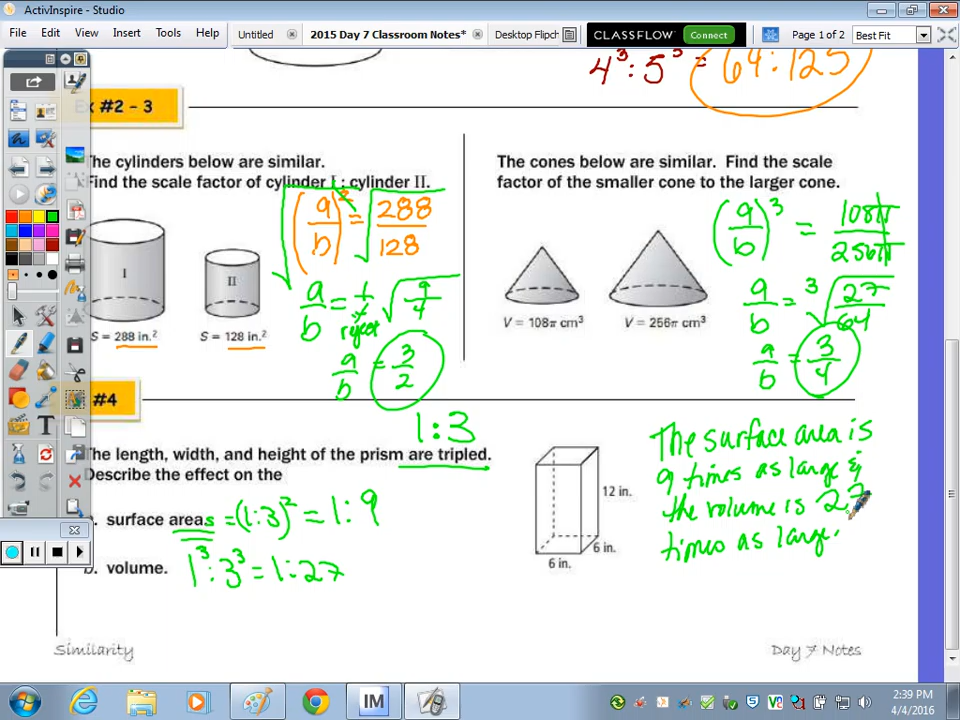 ActivInspire - Studio
File Edit View Insert Tools Help
Untitled
2015 Day 7 Classroom Notes*
Desktop Flipch
CLASSFLOW Connect
Page 1 of 2
Best Fit
4³ : 5³ = 64 : 125
Ex #2 – 3
The cylinders below are similar.
Find the scale factor of cylinder I : cylinder II.
(a/b)² = √288/128
I
II
a/b = +/- √9/4
reject
S = 288 in.²
S = 128 in.²
a/b = 3/2
The cones below are similar. Find the scale
factor of the smaller cone to the larger cone.
(a/b)³ = 108π/256π
a/b = ³√27/64
V = 108π cm³
V = 256π cm³
a/b = 3/4
#4
1 : 3
The length, width, and height of the prism are tripled.
Describe the effect on the
a. surface areas = (1:3)² = 1 : 9
b. volume. 1³ : 3³ = 1 : 27
12 in.
6 in.
6 in.
The surface area is
9 times as large &
the volume is 27
times as large.
Similarity
Day 7 Notes
IM
2:39 PM
4/4/2016